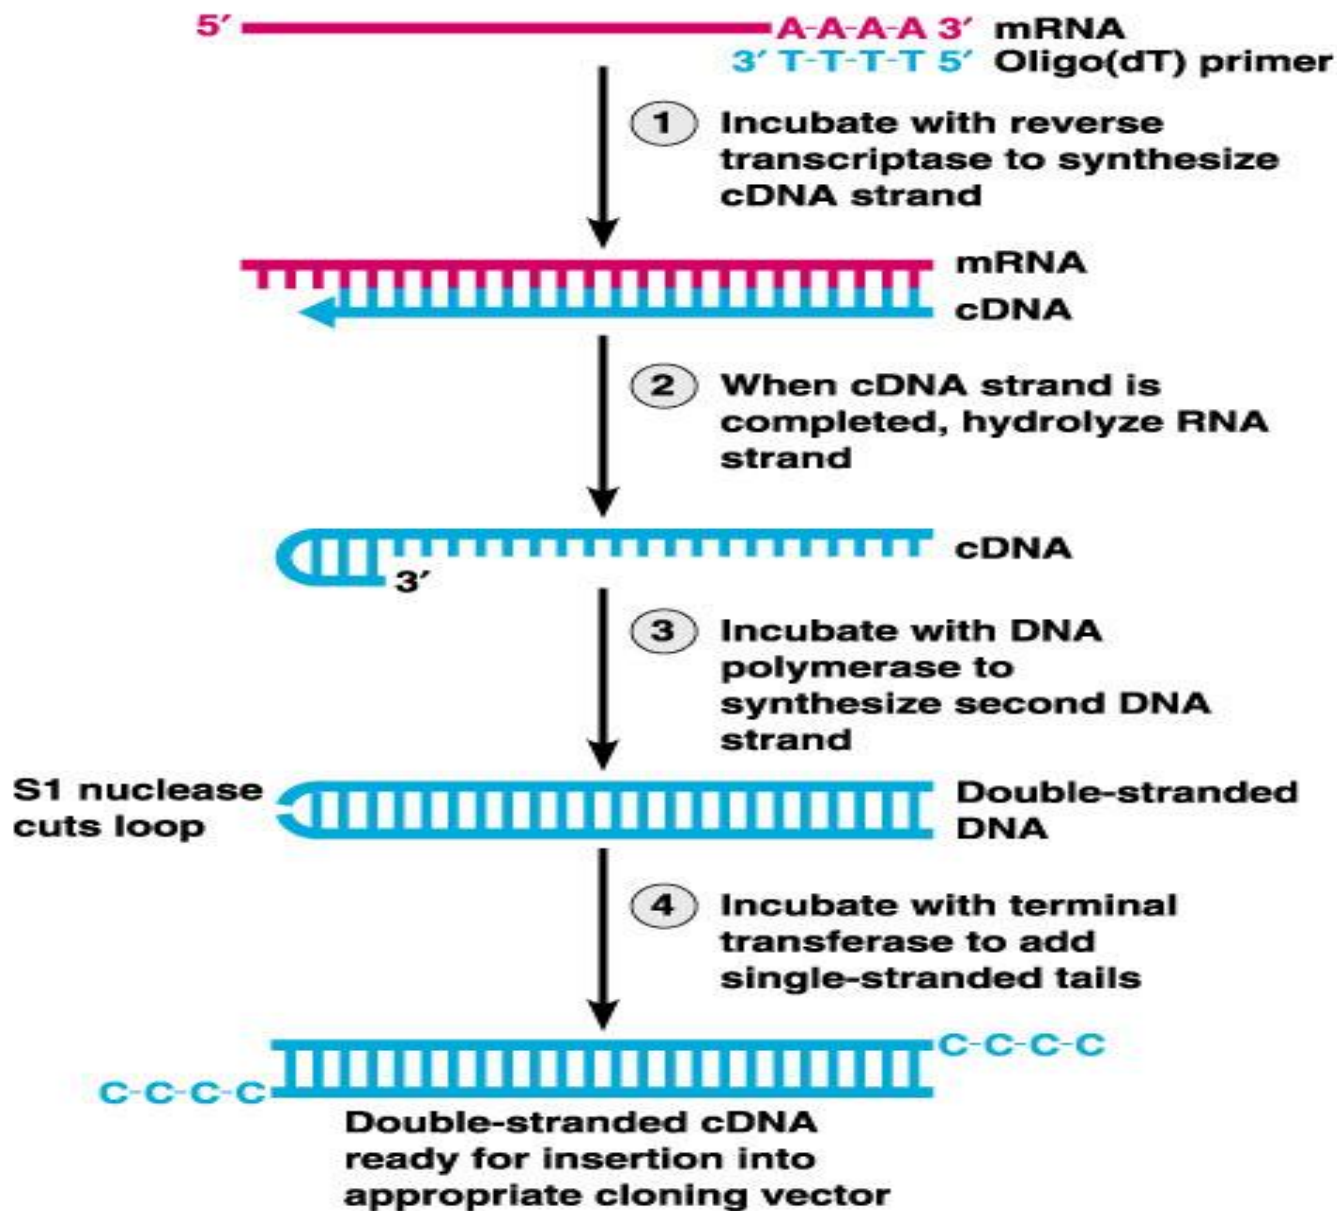 5′ A-A-A-A 3′ mRNA
3′ T-T-T-T 5′ Oligo(dT) primer
1 Incubate with reverse
transcriptase to synthesize
cDNA strand
mRNA
cDNA
2 When cDNA strand is
completed, hydrolyze RNA
strand
cDNA
3′
3 Incubate with DNA
polymerase to
synthesize second DNA
strand
S1 nuclease
cuts loop
Double-stranded
DNA
4 Incubate with terminal
transferase to add
single-stranded tails
C-C-C-C
C-C-C-C
Double-stranded cDNA
ready for insertion into
appropriate cloning vector